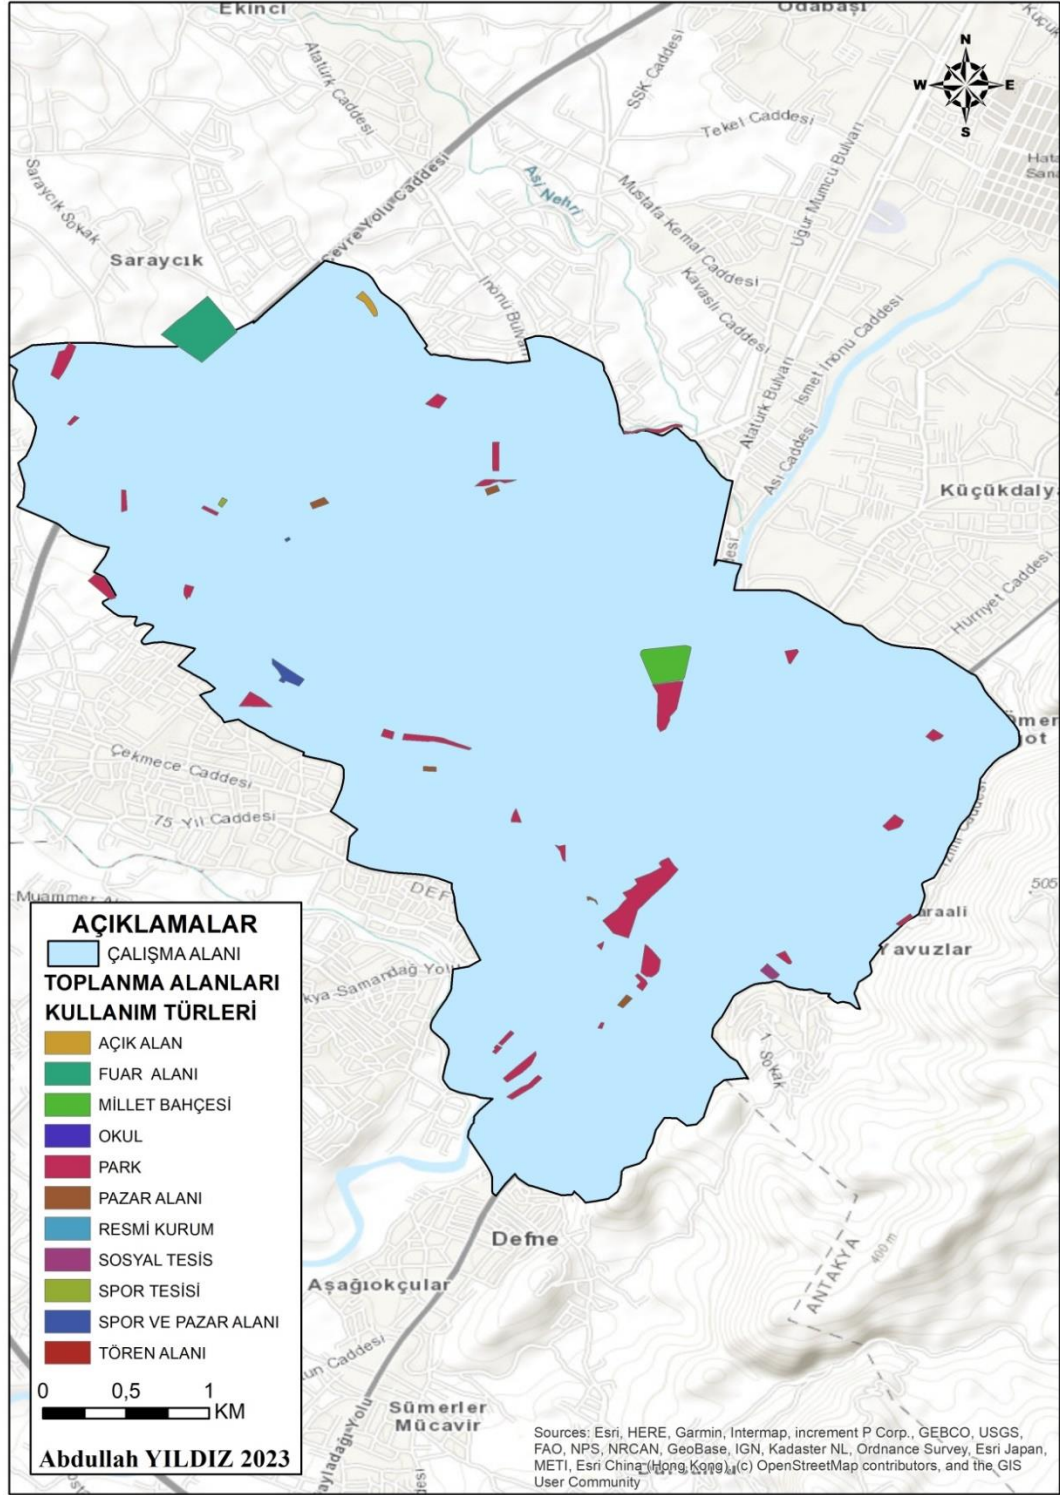 Ekinci
Odabaşı
Atatürk Caddesi
SSK Caddesi
N
W
E
S
Tekel Caddesi
Asi Nehri
Uğur Mumcu Bulvarı
Saraycık Sokak
Çevre Yolu Caddesi
Mustafa Kemal Caddesi
Saraycık
İnönü Bulvarı
Kavaslı Caddesi
İsmet İnönü Caddesi
Atatürk Bulvarı
Asi Caddesi
Küçükdalya
Hürriyet Caddesi
Çekmece Caddesi
75 Yıl Caddesi
DEF
505
Yavuzlar
1. Sokak
AÇIKLAMALAR
ÇALIŞMA ALANI
TOPLANMA ALANLARI
KULLANIM TÜRLERİ
AÇIK ALAN
FUAR ALANI
MİLLET BAHÇESİ
OKUL
PARK
PAZAR ALANI
RESMİ KURUM
SOSYAL TESİS
SPOR TESİSİ
SPOR VE PAZAR ALANI
TÖREN ALANI
0 0,5 1
KM
Abdullah YILDIZ 2023
Defne
Aşağıokçular
ANTAKYA
400 m
Sümerler
Mücavir
Sources: Esri, HERE, Garmin, Intermap, increment P Corp., GEBCO, USGS,
FAO, NPS, NRCAN, GeoBase, IGN, Kadaster NL, Ordnance Survey, Esri Japan,
METI, Esri China (Hong Kong), (c) OpenStreetMap contributors, and the GIS
User Community